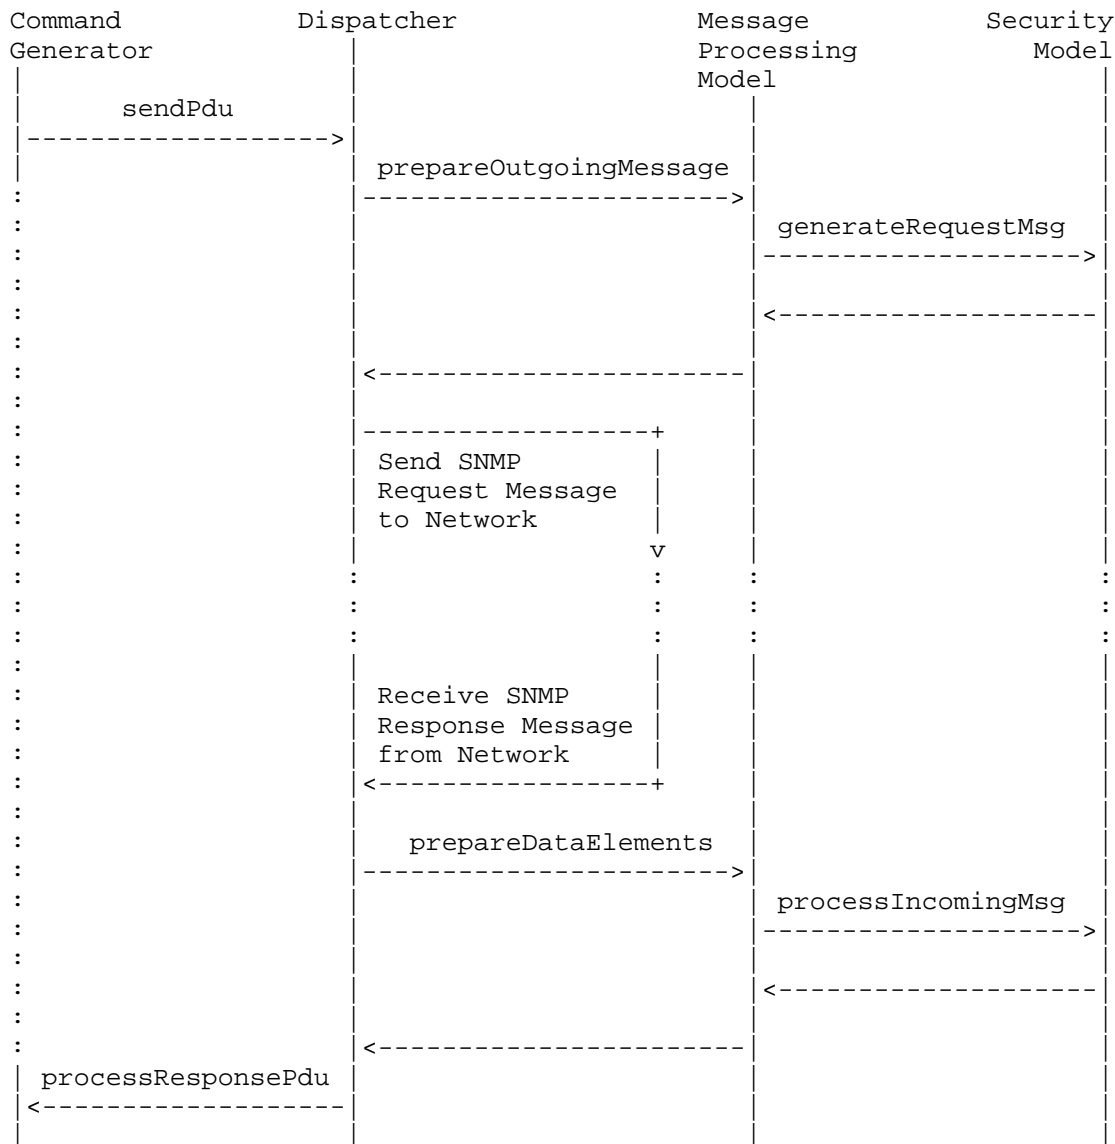 Command Dispatcher Message Security
Generator Processing Model
Model
sendPdu
prepareOutgoingMessage
generateRequestMsg
Send SNMP
Request Message
to Network
v
Receive SNMP
Response Message
from Network
prepareDataElements
processIncomingMsg
processResponsePdu